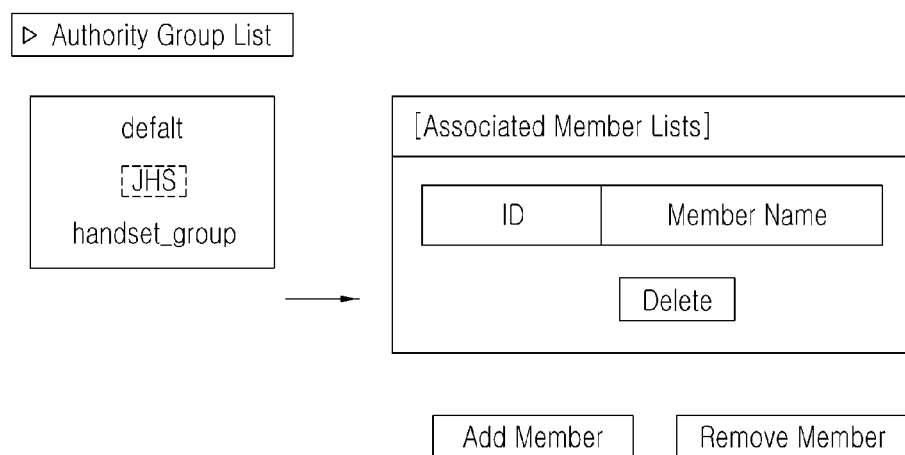 ▷ Authority Group List
defalt
JHS
handset_group
[Associated Member Lists]
ID
Member Name
Delete
Add Member
Remove Member